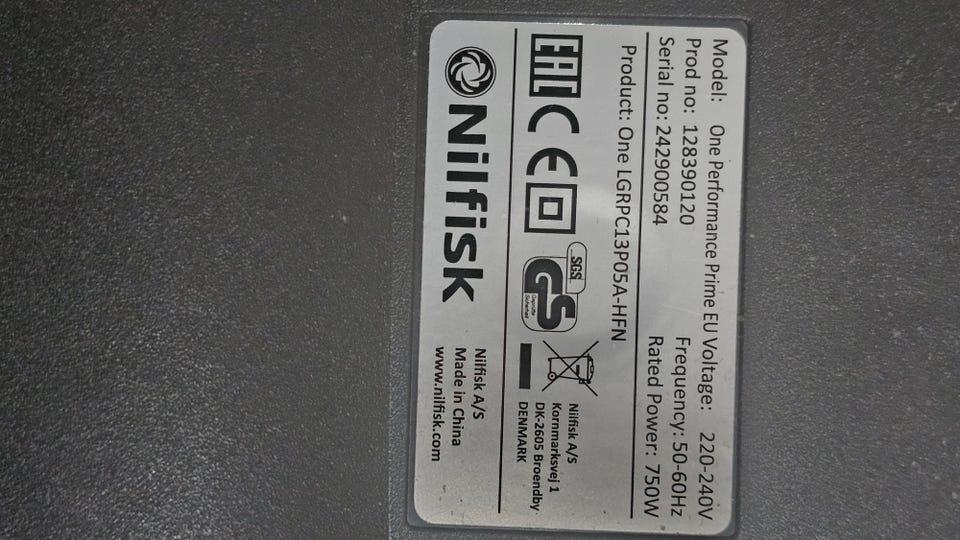 Model: One Performance Prime EU Voltage: 220-240V
Prod no: 128390120 Frequency: 50-60Hz
Serial no: 242900584 Rated Power: 750W
Product: One LGRPC13P05A-HFN
EAC CE
SGS
GS
Geprüfte
Sicherheit
Nilfisk A/S
Kornmarksvej 1
DK-2605 Broendby
DENMARK
Nilfisk
Nilfisk A/S
Made in China
www.nilfisk.com